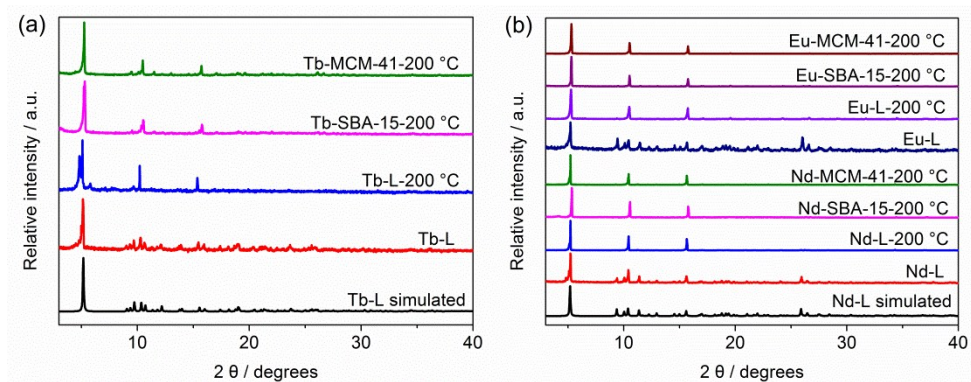 (a)
Relative intensity / a.u.
Tb-MCM-41-200 °C
Tb-SBA-15-200 °C
Tb-L-200 °C
Tb-L
Tb-L simulated
10 20 30 40
2 θ / degrees
(b)
Relative intensity / a.u.
Eu-MCM-41-200 °C
Eu-SBA-15-200 °C
Eu-L-200 °C
Eu-L
Nd-MCM-41-200 °C
Nd-SBA-15-200 °C
Nd-L-200 °C
Nd-L
Nd-L simulated
10 20 30 40
2 θ / degrees